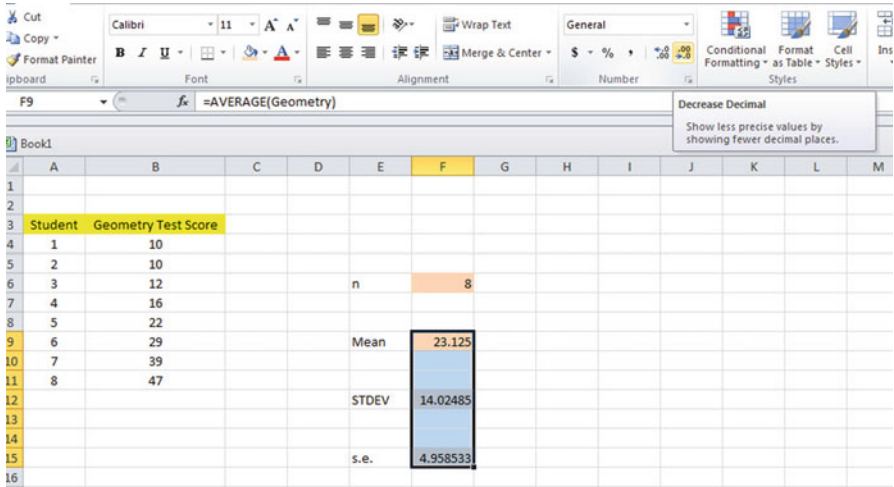 Cut
Copy
Format Painter
Calibri 11 A A
B I U A
Wrap Text
Merge & Center
General
$ % , .0 .00 .00 .0
Conditional Formatting
Format as Table
Cell Styles
Ins
ipboard Font Alignment Number Styles
F9 fx =AVERAGE(Geometry)
Decrease Decimal
Show less precise values by
showing fewer decimal places.
Book1
A B C D E F G H I J K L M
1
2
3 Student Geometry Test Score
4 1 10
5 2 10
6 3 12 n 8
7 4 16
8 5 22
9 6 29 Mean 23.125
10 7 39
11 8 47
12 STDEV 14.02485
13
14
15 s.e. 4.958533
16